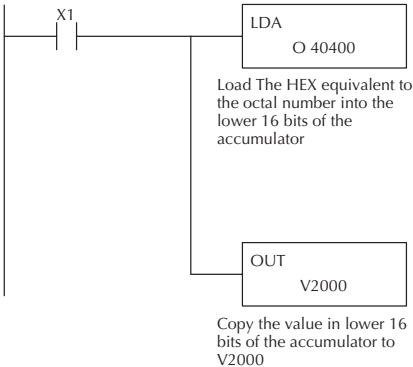 X1
LDA
O 40400
Load The HEX equivalent to
the octal number into the
lower 16 bits of the
accumulator
OUT
V2000
Copy the value in lower 16
bits of the accumulator to
V2000